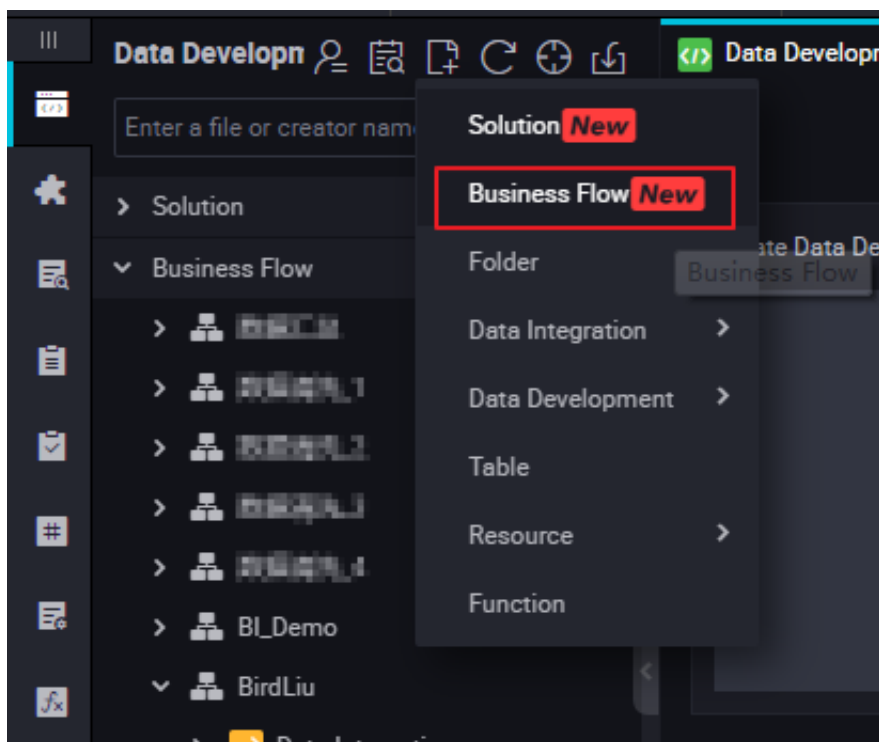 Data Developn
Data Developr
Enter a file or creator nam
Solution New
Business Flow New
Folder
Data Integration
Data Development
Table
Resource
Function
Solution
Business Flow
BI_Demo
BirdLiu
ate Data De
Business Flow